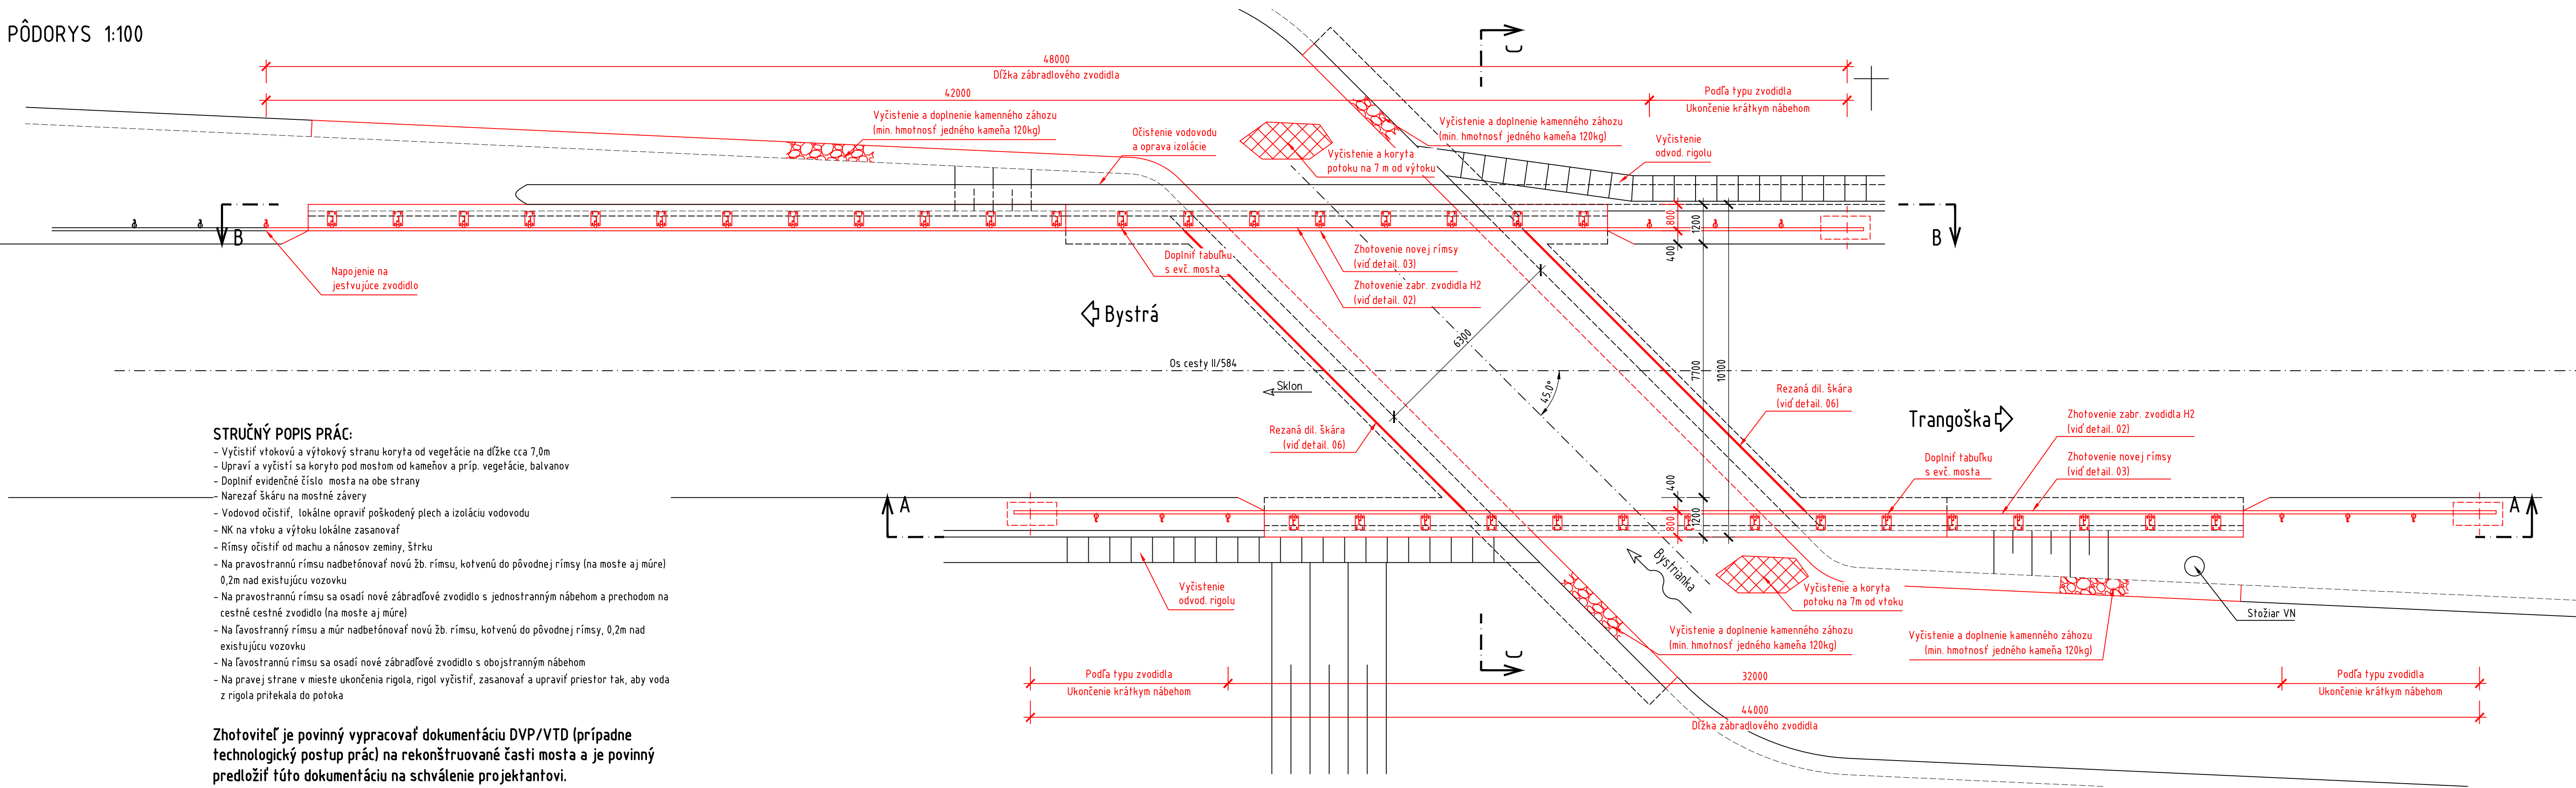 PÔDORYS 1:100
48000
Dĺžka zábradlového zvodidla
42000
Podľa typu zvodidla
Ukončenie krátkym nábehom
Vyčistenie a doplnenie kamenného záhozu
(min. hmotnosť jedného kameňa 120kg)
Očistenie vodovodu
a oprava izolácie
Vyčistenie a koryta
potoku na 7 m od výtoku
Vyčistenie a doplnenie kamenného záhozu
(min. hmotnosť jedného kameňa 120kg)
Vyčistenie
odvod. rigolu
C
B
B
800
1200
400
Napojenie na
jestvujúce zvodidlo
Doplniť tabuľku
s evč. mosta
Zhotovenie novej rímsy
(viď detail. 03)
Zhotovenie zabr. zvodidla H2
(viď detail. 02)
Bystrá
6300
Os cesty II/584
Sklon
45.0°
7700
10100
Rezaná dil. škára
(viď detail. 06)
Rezaná dil. škára
(viď detail. 06)
Trangoška
Zhotovenie zabr. zvodidla H2
(viď detail. 02)
Doplniť tabuľku
s evč. mosta
Zhotovenie novej rímsy
(viď detail. 03)
STRUČNÝ POPIS PRÁC:
- Vyčistiť vtokovú a výtokový stranu koryta od vegetácie na dĺžke cca 7,0m
- Upraví a vyčistí sa koryto pod mostom od kameňov a príp. vegetácie, balvanov
- Doplniť evidenčné číslo mosta na obe strany
- Narezať škáru na mostné závery
- Vodovod očistiť, lokálne opraviť poškodený plech a izoláciu vodovodu
- NK na vtoku a výtoku lokálne zasanovať
- Rímsy očistiť od machu a nánosov zeminy, štrku
- Na pravostrannú rímsu nadbetónovať novú žb. rímsu, kotvenú do pôvodnej rímsy (na moste aj múre)
0,2m nad existujúcu vozovku
- Na pravostrannú rímsu sa osadí nové zábradľové zvodidlo s jednostranným nábehom a prechodom na
cestné cestné zvodidlo (na moste aj múre)
- Na ľavostranný rímsu a múr nadbetónovať novú žb. rímsu, kotvenú do pôvodnej rímsy, 0,2m nad
existujúcu vozovku
- Na ľavostrannú rímsu sa osadí nové zábradľové zvodidlo s obojstranným nábehom
- Na pravej strane v mieste ukončenia rigola, rigol vyčistiť, zasanovať a upraviť priestor tak, aby voda
z rigola pritekala do potoka
Zhotoviteľ je povinný vypracovať dokumentáciu DVP/VTD (prípadne
technologický postup prác) na rekonštruované časti mosta a je povinný
predložiť túto dokumentáciu na schválenie projektantovi.
A
A
400
1200
800
Bystrianka
Vyčistenie
odvod. rigolu
Vyčistenie a koryta
potoku na 7m od vtoku
Stožiar VN
Vyčistenie a doplnenie kamenného záhozu
(min. hmotnosť jedného kameňa 120kg)
Vyčistenie a doplnenie kamenného záhozu
(min. hmotnosť jedného kameňa 120kg)
C
Podľa typu zvodidla
Ukončenie krátkym nábehom
32000
Podľa typu zvodidla
Ukončenie krátkym nábehom
44000
Dĺžka zábradlového zvodidla